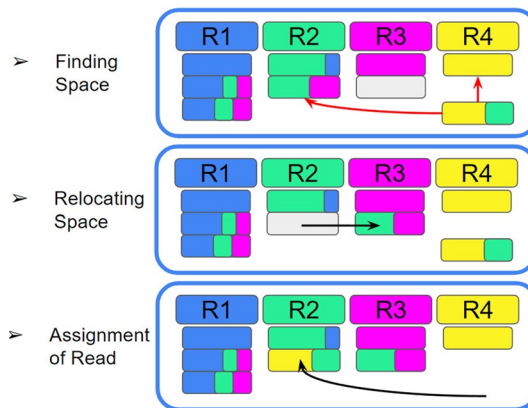 R1 R2 R3 R4
➢ Finding
Space
R1 R2 R3 R4
➢ Relocating
Space
R1 R2 R3 R4
➢ Assignment
of Read